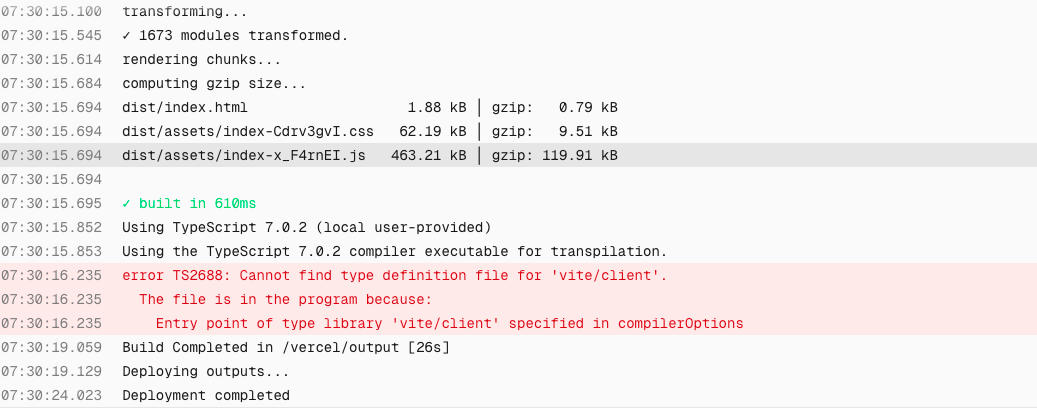 07:30:15.100 transforming...
07:30:15.545 ✓ 1673 modules transformed.
07:30:15.614 rendering chunks...
07:30:15.684 computing gzip size...
07:30:15.694 dist/index.html 1.88 kB │ gzip: 0.79 kB
07:30:15.694 dist/assets/index-Cdrv3gvI.css 62.19 kB │ gzip: 9.51 kB
07:30:15.694 dist/assets/index-x_F4rnEI.js 463.21 kB │ gzip: 119.91 kB
07:30:15.694
07:30:15.695 ✓ built in 610ms
07:30:15.852 Using TypeScript 7.0.2 (local user-provided)
07:30:15.853 Using the TypeScript 7.0.2 compiler executable for transpilation.
07:30:16.235 error TS2688: Cannot find type definition file for 'vite/client'.
07:30:16.235 The file is in the program because:
07:30:16.235 Entry point of type library 'vite/client' specified in compilerOptions
07:30:19.059 Build Completed in /vercel/output [26s]
07:30:19.129 Deploying outputs...
07:30:24.023 Deployment completed